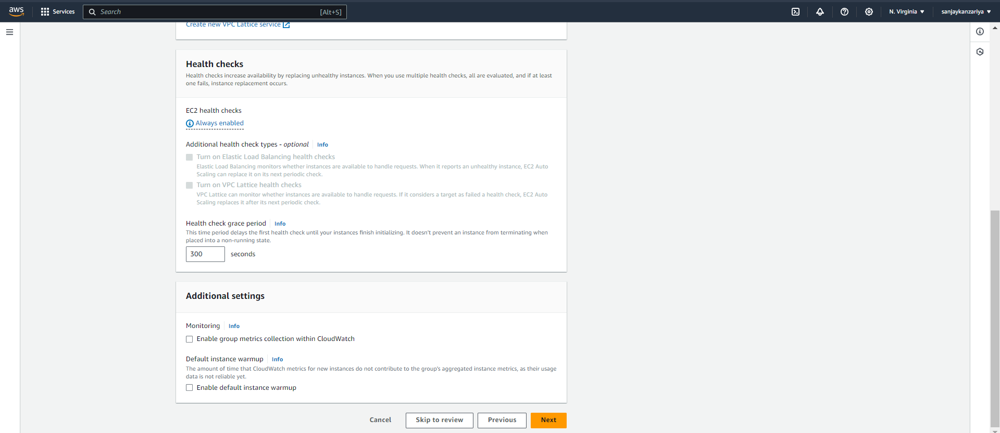 aws
Services
Search
[Alt+S]
N. Virginia
sanjaykanzariya
Create new VPC Lattice service
Health checks
Health checks increase availability by replacing unhealthy instances. When you use multiple health checks, all are evaluated, and if at least
one fails, instance replacement occurs.
EC2 health checks
Always enabled
Additional health check types - optional
Info
Turn on Elastic Load Balancing health checks
Elastic Load Balancing monitors whether instances are available to handle requests. When it reports an unhealthy instance, EC2 Auto
Scaling can replace it on its next periodic check.
Turn on VPC Lattice health checks
VPC Lattice can monitor whether instances are available to handle requests. If it considers a target as failed a health check, EC2 Auto
Scaling replaces it after its next periodic check.
Health check grace period
Info
This time period delays the first health check until your instances finish initializing. It doesn't prevent an instance from terminating when
placed into a non-running state.
300
seconds
Additional settings
Monitoring
Info
Enable group metrics collection within CloudWatch
Default instance warmup
Info
The amount of time that CloudWatch metrics for new instances do not contribute to the group's aggregated instance metrics, as their usage
data is not reliable yet.
Enable default instance warmup
Cancel
Skip to review
Previous
Next